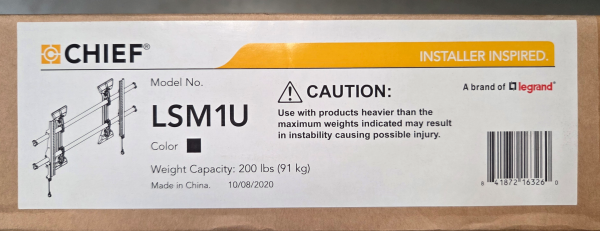 CHIEF®
INSTALLER INSPIRED.
Model No.
LSM1U
Color
Weight Capacity: 200 lbs (91 kg)
Made in China. 10/08/2020
CAUTION:
Use with products heavier than the
maximum weights indicated may result
in instability causing possible injury.
A brand of legrand®
8 41872 16326 0